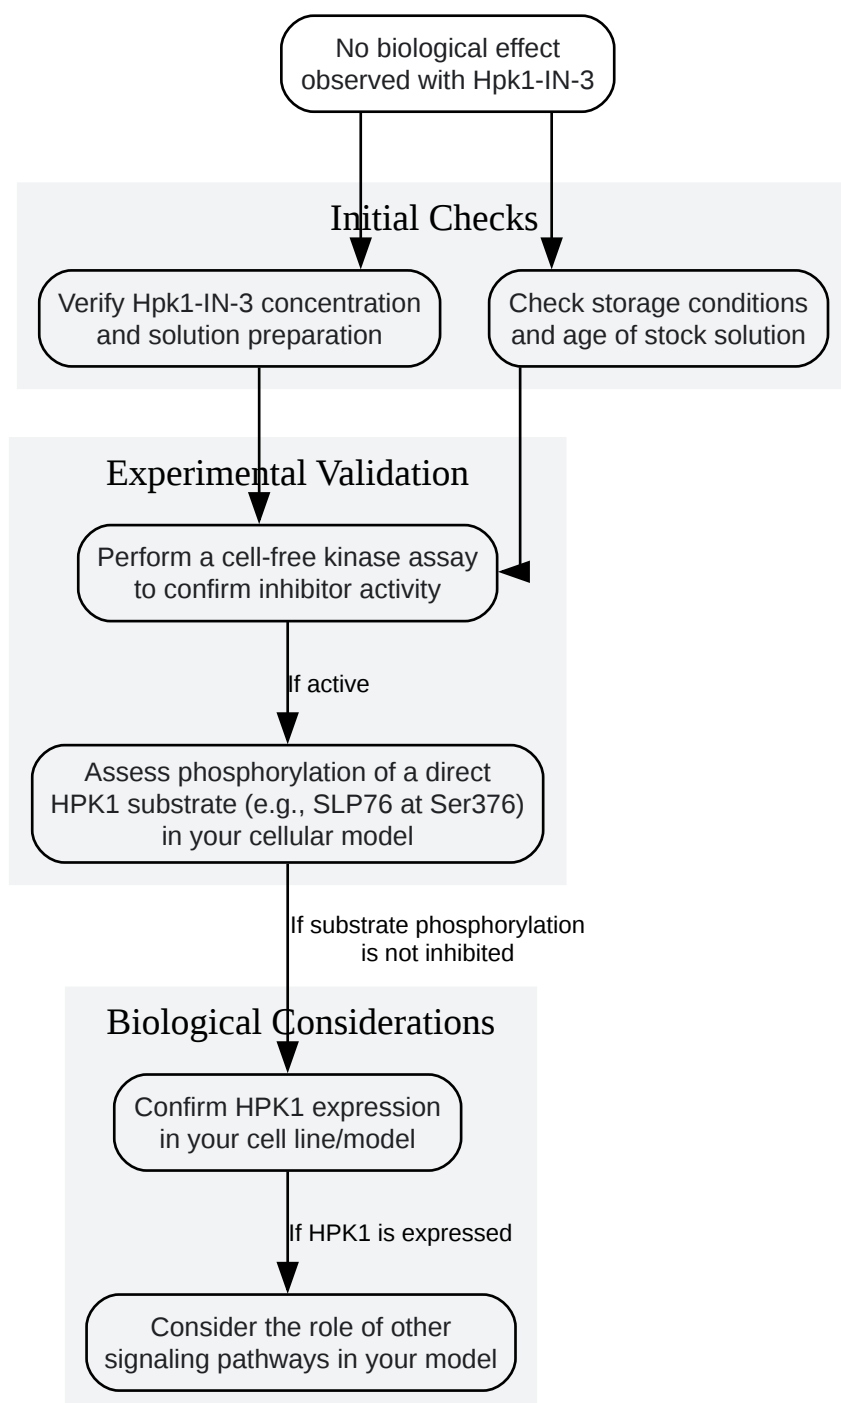 No biological effect
observed with Hpk1-IN-3
Initial Checks
Verify Hpk1-IN-3 concentration
and solution preparation
Check storage conditions
and age of stock solution
Experimental Validation
Perform a cell-free kinase assay
to confirm inhibitor activity
If active
Assess phosphorylation of a direct
HPK1 substrate (e.g., SLP76 at Ser376)
in your cellular model
If substrate phosphorylation
is not inhibited
Biological Considerations
Confirm HPK1 expression
in your cell line/model
If HPK1 is expressed
Consider the role of other
signaling pathways in your model